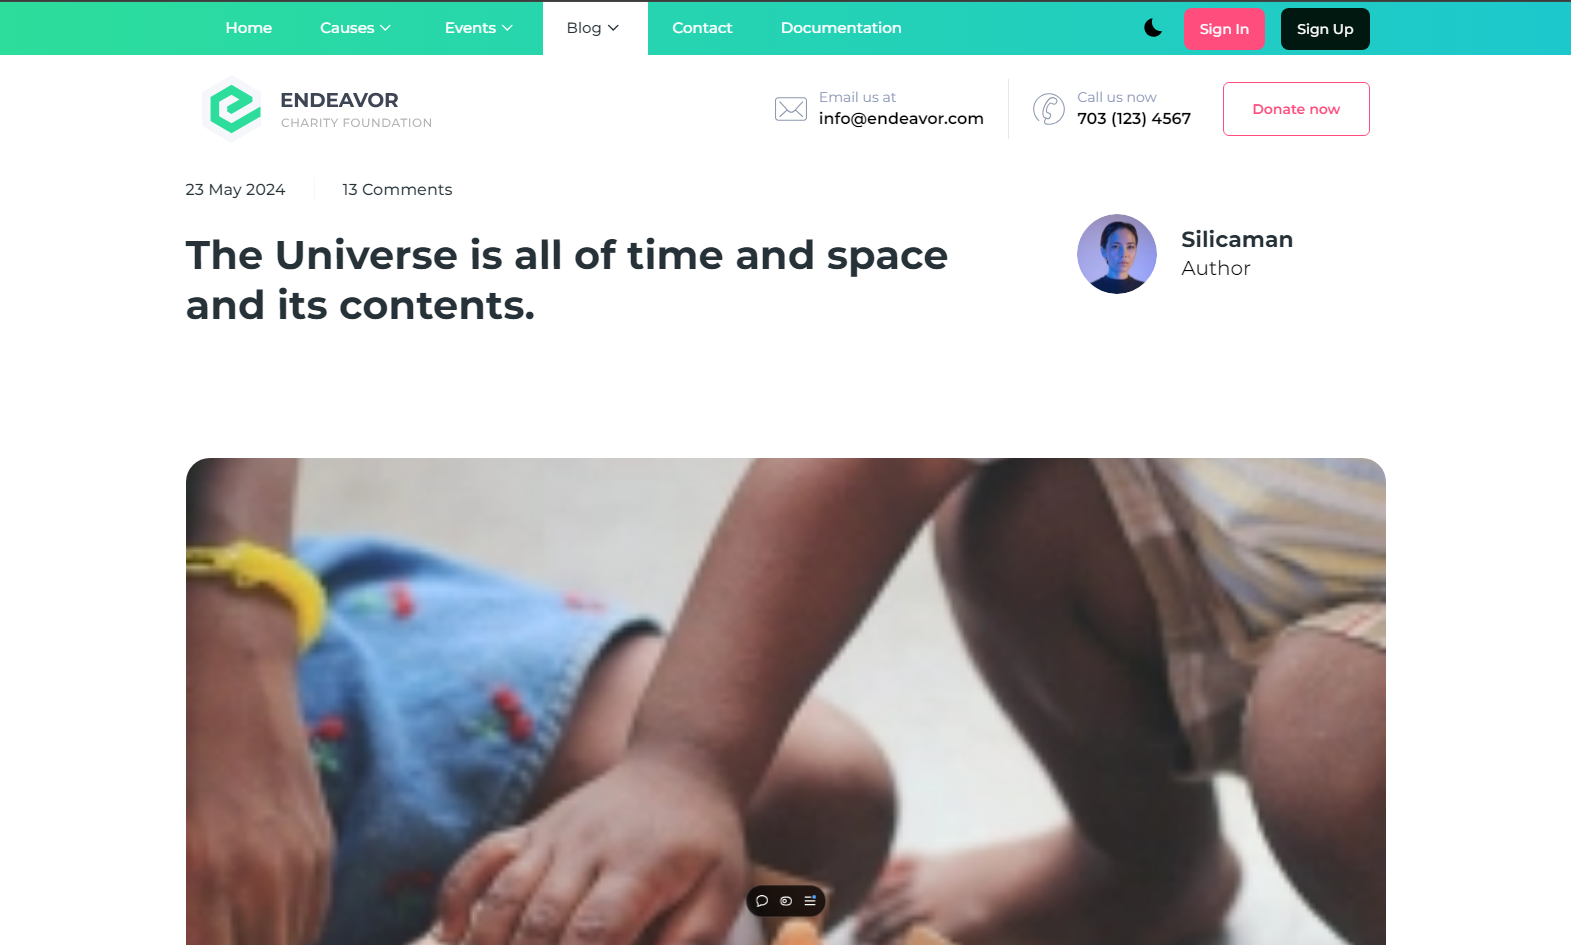 Home Causes Events Blog Contact Documentation Sign In Sign Up
ENDEAVOR
CHARITY FOUNDATION
Email us at
info@endeavor.com
Call us now
703 (123) 4567
Donate now
23 May 2024 13 Comments
The Universe is all of time and space
and its contents.
Silicaman
Author